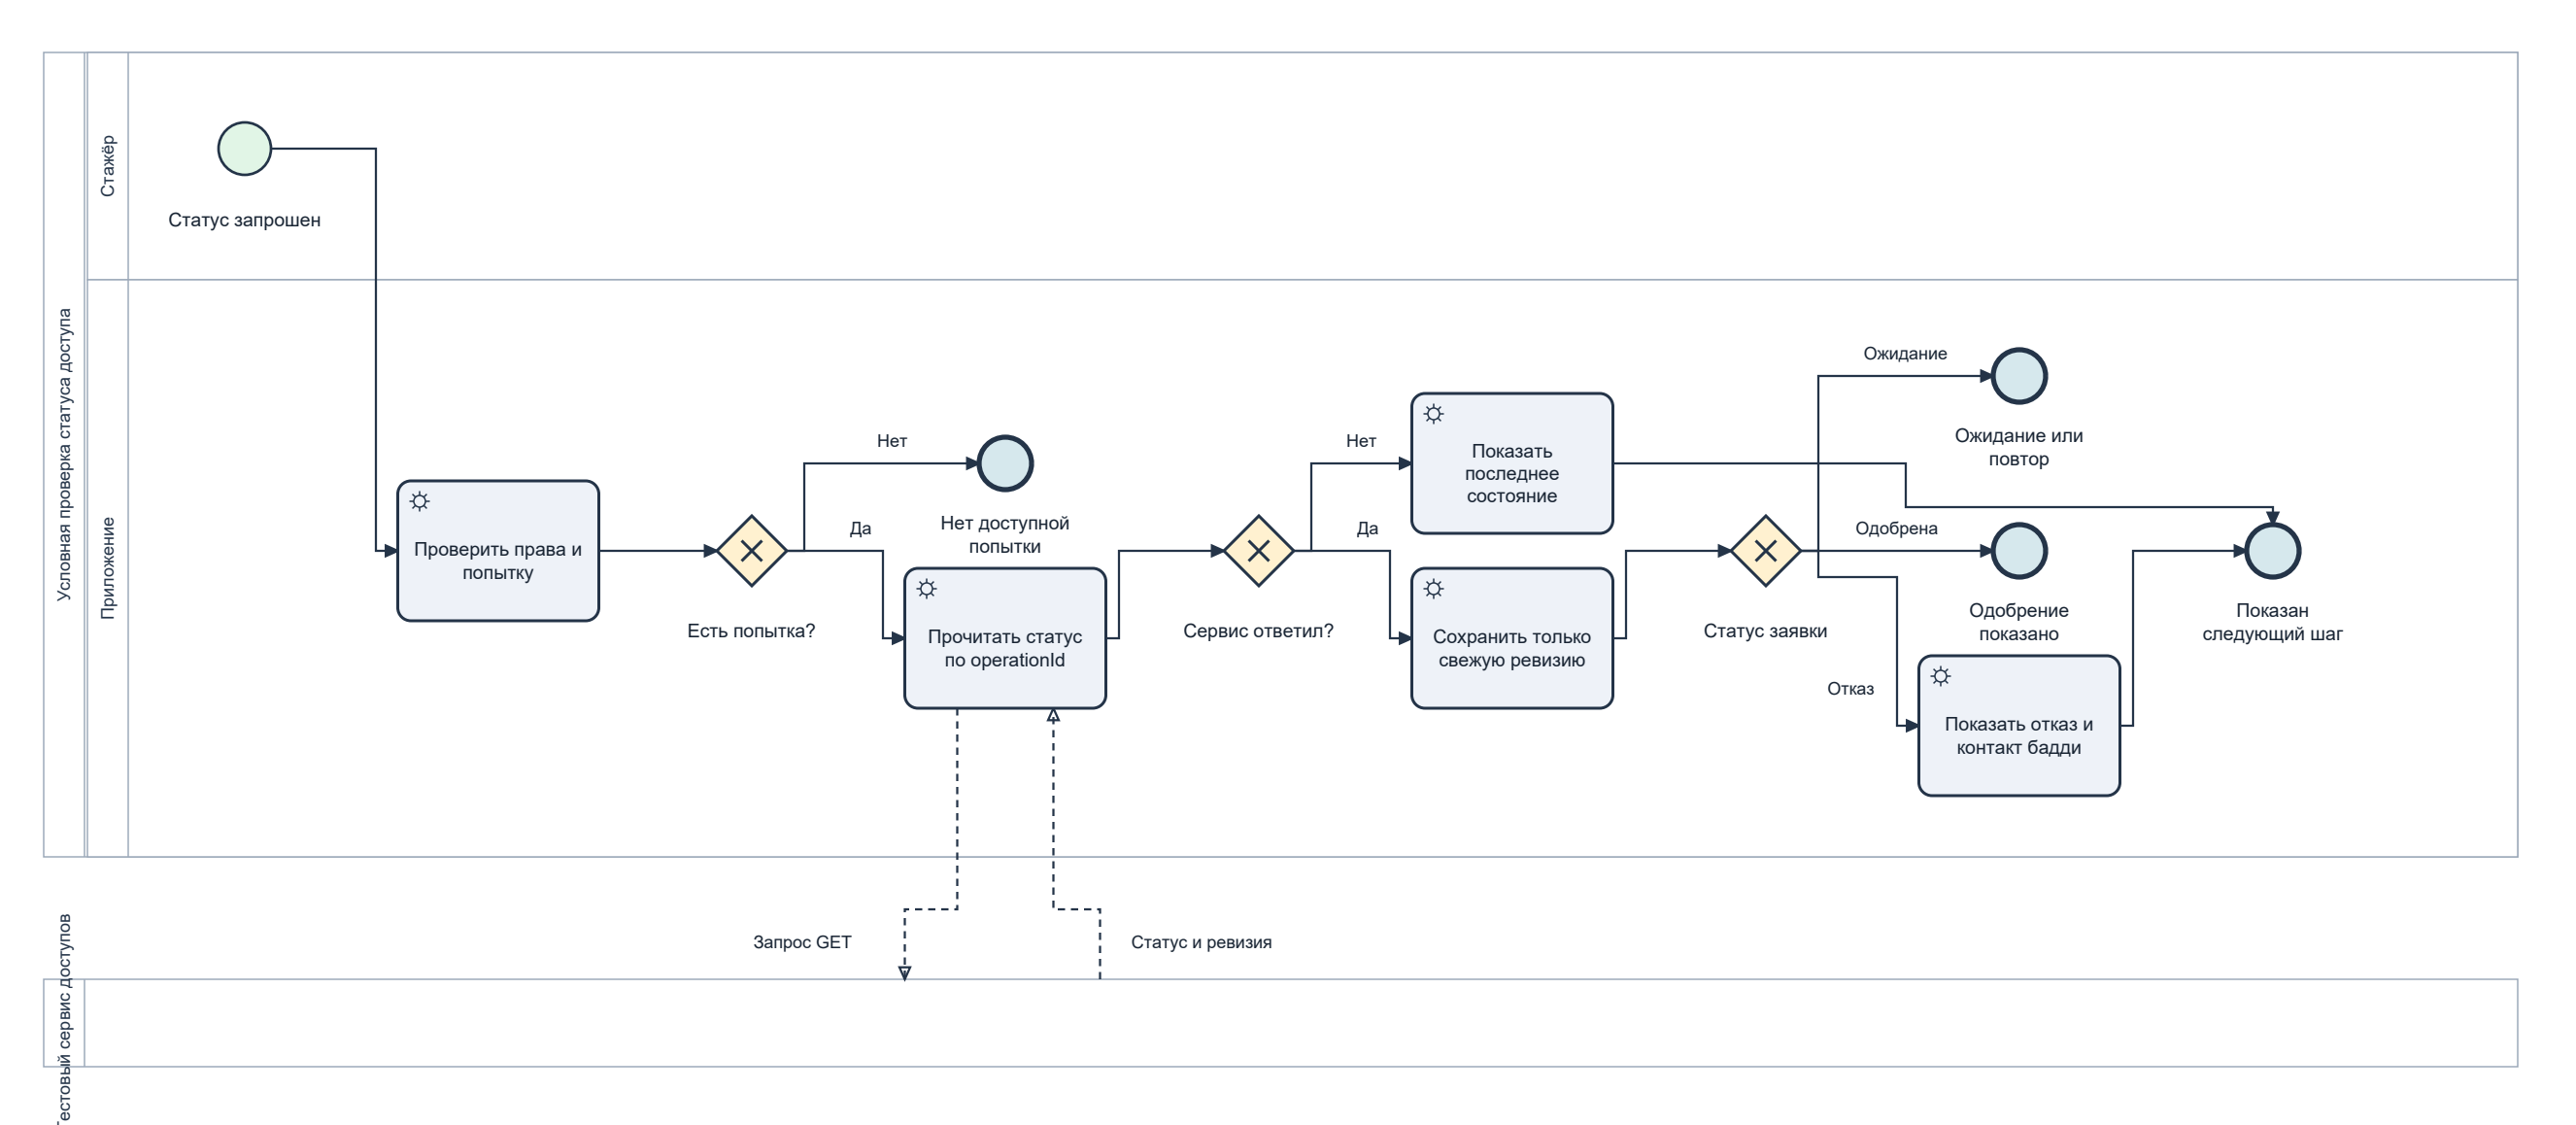 Условная проверка статуса доступа
Стажёр
Статус запрошен
Приложение
Проверить права и
попытку
Есть попытка?
Нет
Да
Нет доступной
попытки
Прочитать статус
по operationId
Сервис ответил?
Нет
Да
Показать
последнее
состояние
Сохранить только
свежую ревизию
Статус заявки
Ожидание
Ожидание или
повтор
Одобрена
Одобрение
показано
Отказ
Показать отказ и
контакт бадди
Показан
следующий шаг
Запрос GET
Статус и ревизия
Тестовый сервис доступов